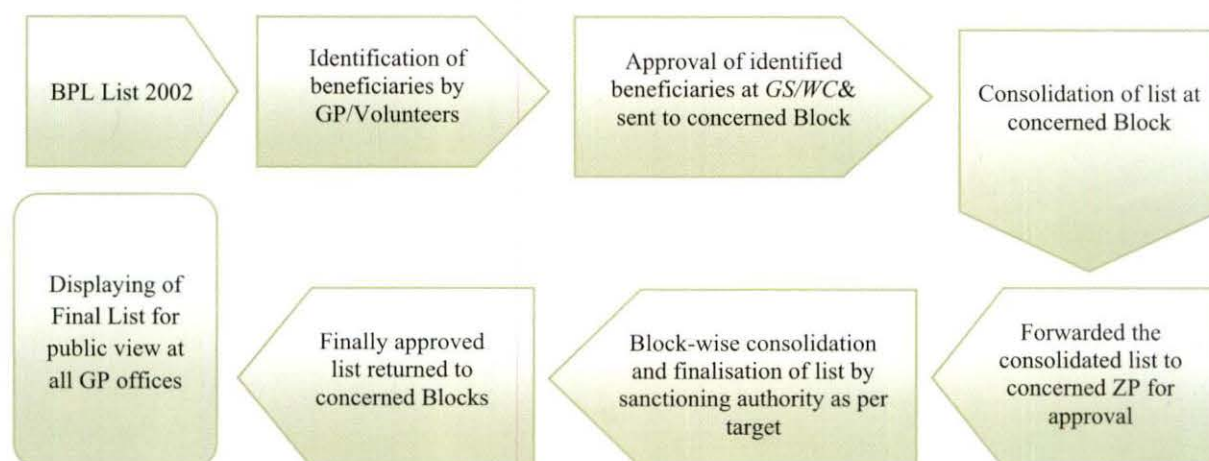 BPL List 2002
Identification of
beneficiaries by
GP/Volunteers
Approval of identified
beneficiaries at GS/WC&
sent to concerned Block
Consolidation of list at
concerned Block
Forwarded the
consolidated list to
concerned ZP for
approval
Block-wise consolidation
and finalisation of list by
sanctioning authority as per
target
Finally approved
list returned to
concerned Blocks
Displaying of
Final List for
public view at
all GP offices